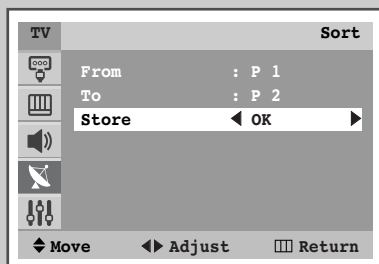 TV Sort
From : P 1
To : P 2
Store OK
Move Adjust Return